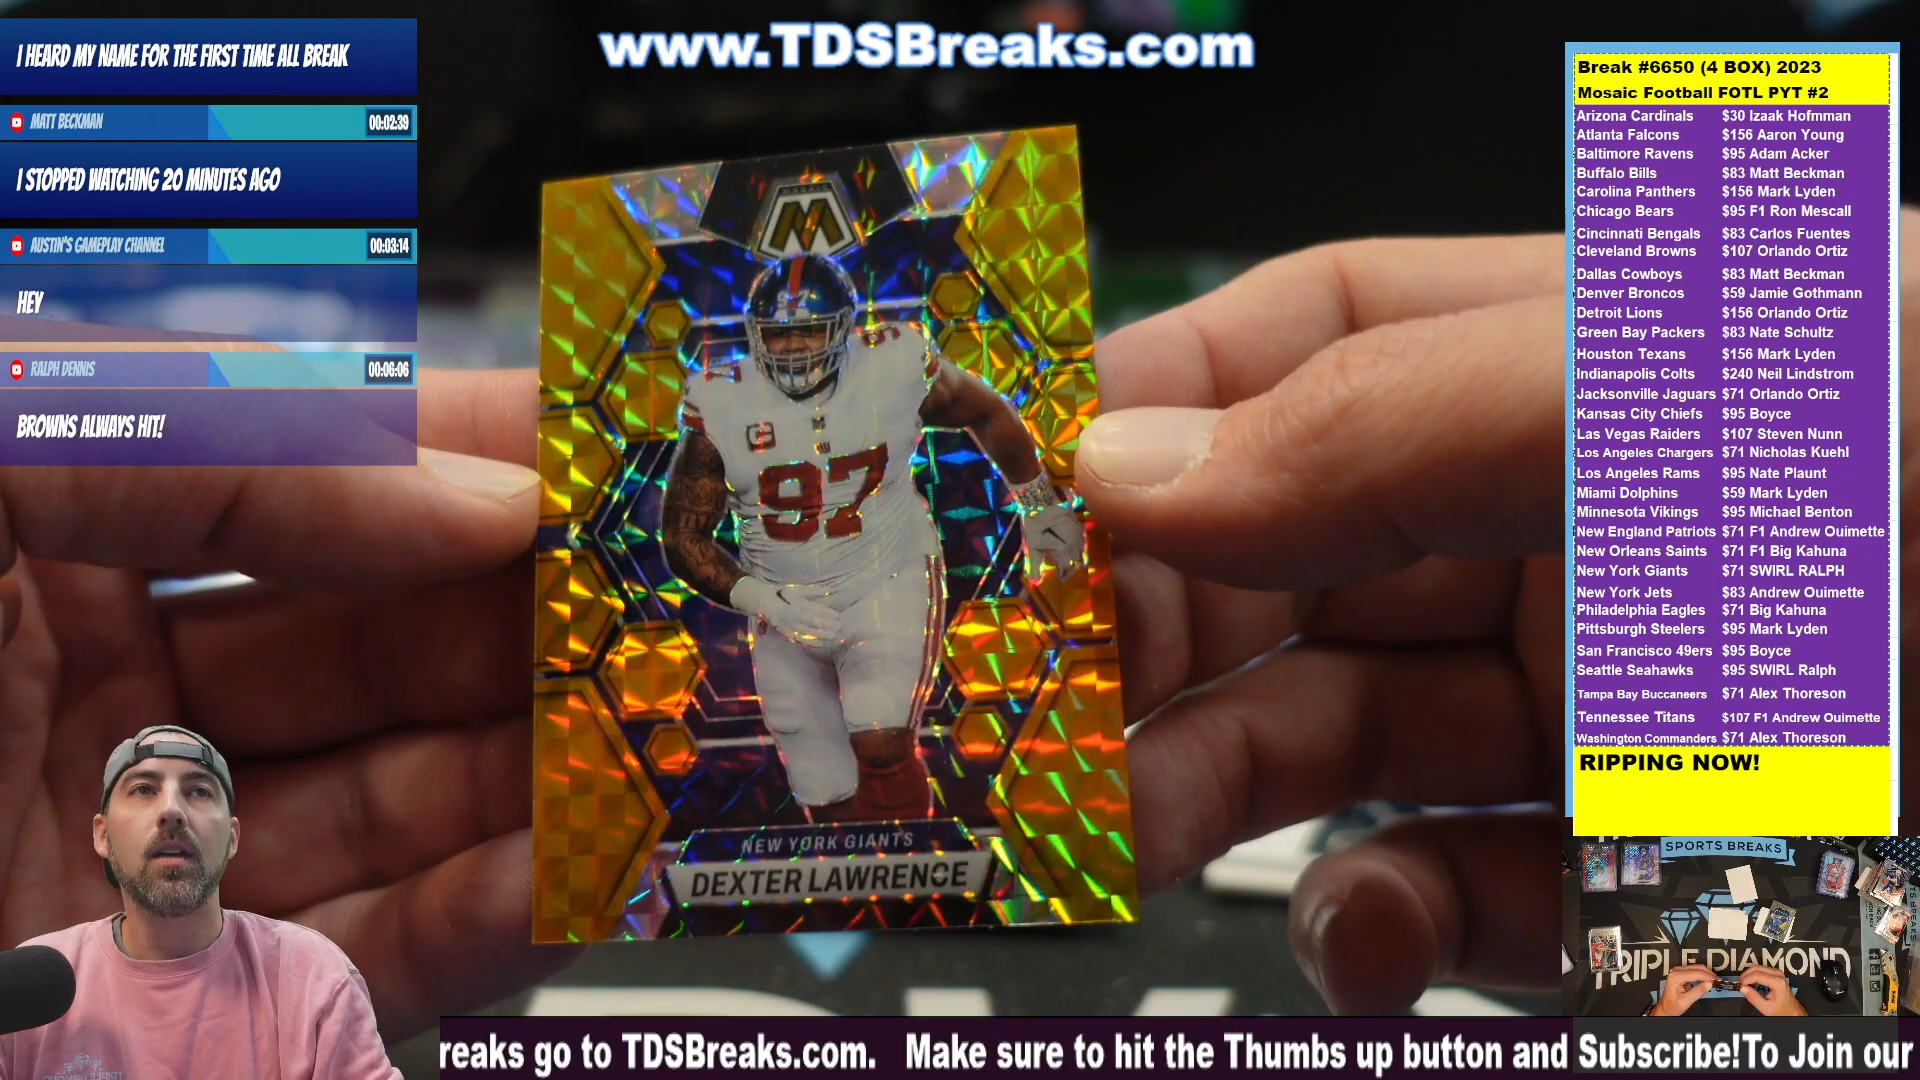 I HEARD MY NAME FOR THE FIRST TIME ALL BREAK
MATT BECKMAN 00:02:39
I STOPPED WATCHING 20 MINUTES AGO
AUSTIN'S GAMEPLAY CHANNEL 00:03:14
HEY
RALPH DENNIS 00:06:06
BROWNS ALWAYS HIT!
www.TDSBreaks.com
MOSAIC
M
97
C
97
NEW YORK GIANTS
DEXTER LAWRENCE
Break #6650 (4 BOX) 2023
Mosaic Football FOTL PYT #2
Arizona Cardinals $30 Izaak Hofmman
Atlanta Falcons $156 Aaron Young
Baltimore Ravens $95 Adam Acker
Buffalo Bills $83 Matt Beckman
Carolina Panthers $156 Mark Lyden
Chicago Bears $95 F1 Ron Mescall
Cincinnati Bengals $83 Carlos Fuentes
Cleveland Browns $107 Orlando Ortiz
Dallas Cowboys $83 Matt Beckman
Denver Broncos $59 Jamie Gothmann
Detroit Lions $156 Orlando Ortiz
Green Bay Packers $83 Nate Schultz
Houston Texans $156 Mark Lyden
Indianapolis Colts $240 Neil Lindstrom
Jacksonville Jaguars $71 Orlando Ortiz
Kansas City Chiefs $95 Boyce
Las Vegas Raiders $107 Steven Nunn
Los Angeles Chargers $71 Nicholas Kuehl
Los Angeles Rams $95 Nate Plaunt
Miami Dolphins $59 Mark Lyden
Minnesota Vikings $95 Michael Benton
New England Patriots $71 F1 Andrew Ouimette
New Orleans Saints $71 F1 Big Kahuna
New York Giants $71 SWIRL RALPH
New York Jets $83 Andrew Ouimette
Philadelphia Eagles $71 Big Kahuna
Pittsburgh Steelers $95 Mark Lyden
San Francisco 49ers $95 Boyce
Seattle Seahawks $95 SWIRL Ralph
Tampa Bay Buccaneers $71 Alex Thoreson
Tennessee Titans $107 F1 Andrew Ouimette
Washington Commanders $71 Alex Thoreson
RIPPING NOW!
SPORTS BREAKS
TRIPLE DIAMOND
reaks go to TDSBreaks.com. Make sure to hit the Thumbs up button and Subscribe!To Join our